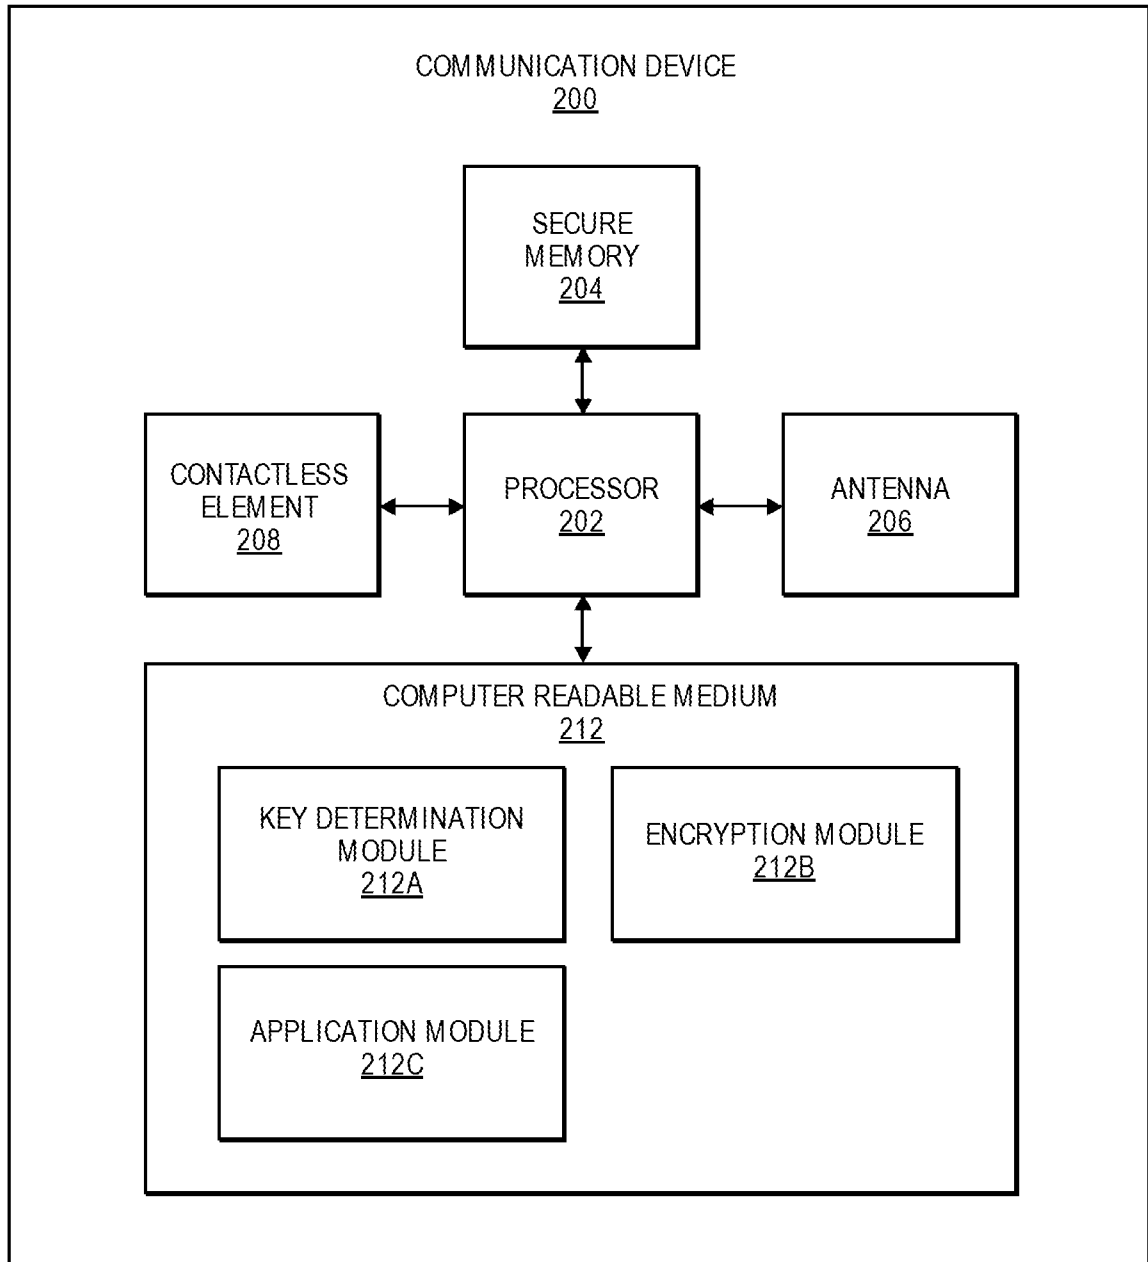 COMMUNICATION DEVICE
200
SECURE
MEMORY
204
CONTACTLESS
ELEMENT
208
PROCESSOR
202
ANTENNA
206
COMPUTER READABLE MEDIUM
212
KEY DETERMINATION
MODULE
212A
ENCRYPTION MODULE
212B
APPLICATION MODULE
212C